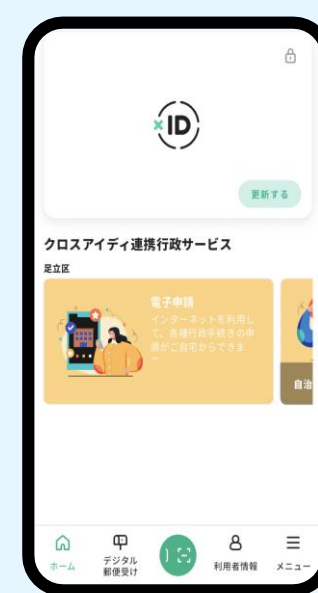 xID
更新する
クロスアイディ連携行政サービス
足立区
電子申請
インターネットを利用し
て、各種行政手続きの申
請がご自宅からできま
自治
ホーム
デジタル
郵便受け
利用者情報
メニュー